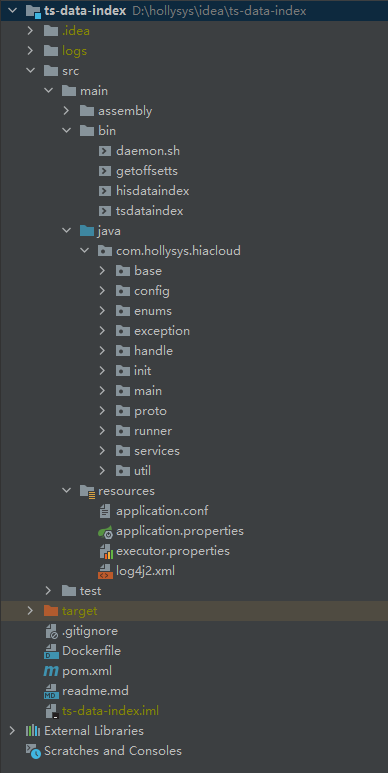 ts-data-index D:\hollysys\idea\ts-data-index
.idea
logs
src
main
assembly
bin
daemon.sh
getoffsetts
hisdataindex
tsdataindex
java
com.hollysys.hiacloud
base
config
enums
exception
handle
init
main
proto
runner
services
util
resources
application.conf
application.properties
executor.properties
log4j2.xml
test
target
.gitignore
Dockerfile
pom.xml
readme.md
ts-data-index.iml
External Libraries
Scratches and Consoles